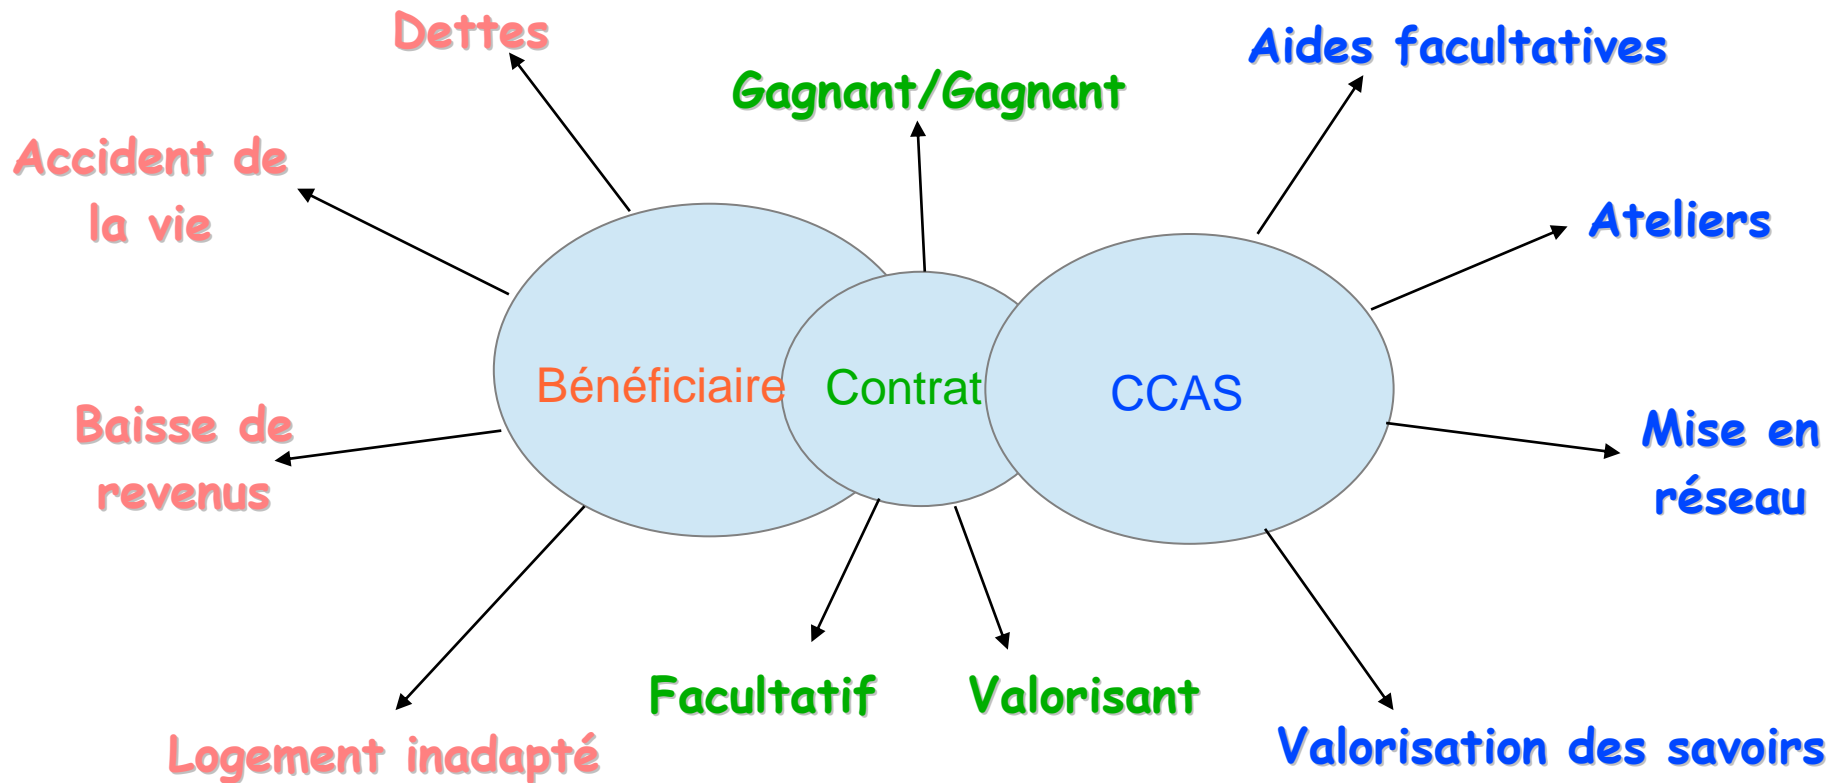 Dettes
Aides facultatives
Gagnant/Gagnant
Accident de
la vie
Ateliers
Bénéficiaire
Contrat
CCAS
Baisse de
revenus
Mise en
réseau
Facultatif
Valorisant
Logement inadapté
Valorisation des savoirs